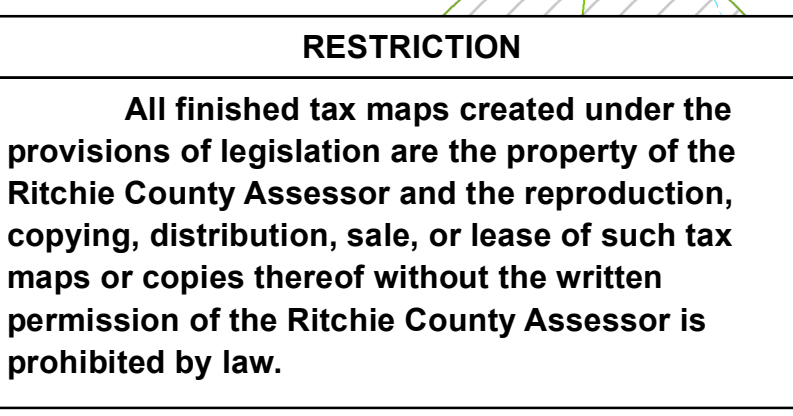 RESTRICTION
All finished tax maps created under the
provisions of legislation are the property of the
Ritchie County Assessor and the reproduction,
copying, distribution, sale, or lease of such tax
maps or copies thereof without the written
permission of the Ritchie County Assessor is
prohibited by law.